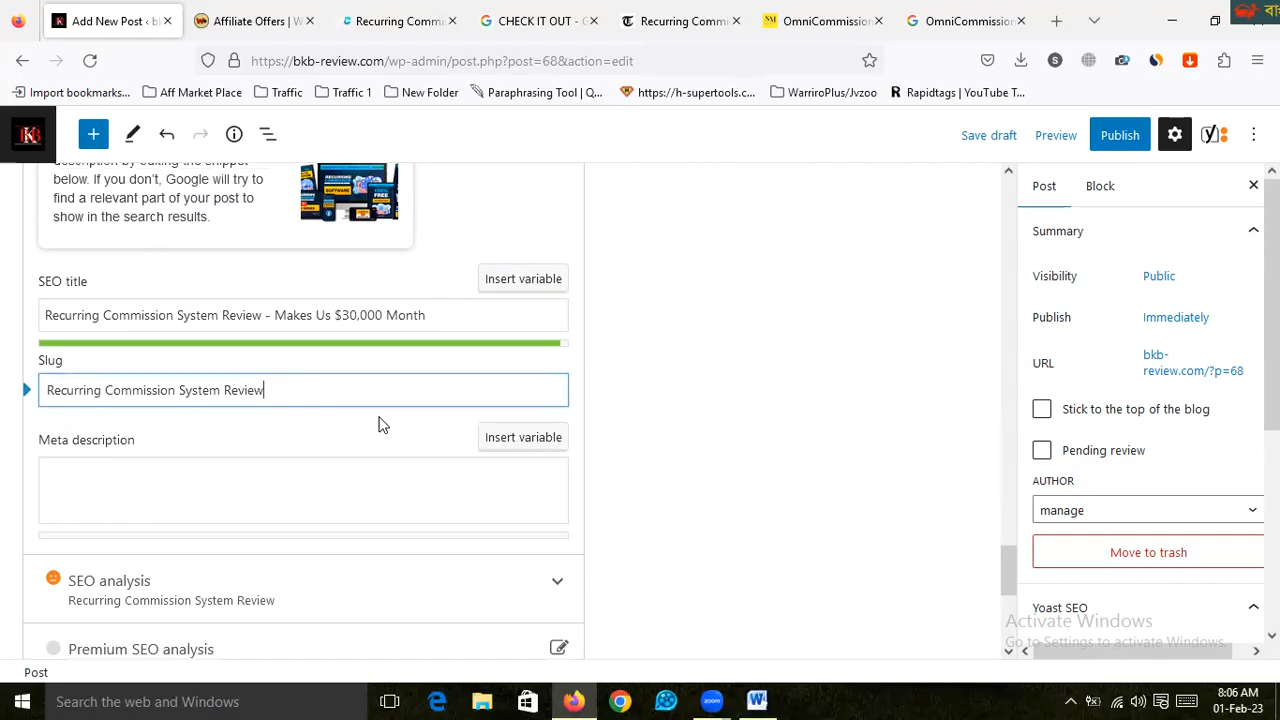 Add New Post ‹ b
Affiliate Offers | W
Recurring Commi
CHECK IT OUT - G
Recurring Commi
OmniCommission
OmniCommission
https://bkb-review.com/wp-admin/post.php?post=68&action=edit
Import bookmarks...
Aff Market Place
Traffic
Traffic 1
New Folder
Paraphrasing Tool | Q...
https://h-supertools.c...
WarriroPlus/Jvzoo
Rapidtags | YouTube T...
Save draft
Preview
Publish
description by editing the snippet
below. If you don't, Google will try to
find a relevant part of your post to
show in the search results.
SEO title
Insert variable
Recurring Commission System Review - Makes Us $30,000 Month
Slug
Recurring Commission System Review
Meta description
Insert variable
SEO analysis
Recurring Commission System Review
Premium SEO analysis
Post
Post
Block
Summary
Visibility
Public
Publish
Immediately
URL
bkb-
review.com/?p=68
Stick to the top of the blog
Pending review
AUTHOR
manage
Move to trash
Yoast SEO
Activate Windows
Go to Settings to activate Windows.
Search the web and Windows
zoom
8:06 AM
01-Feb-23